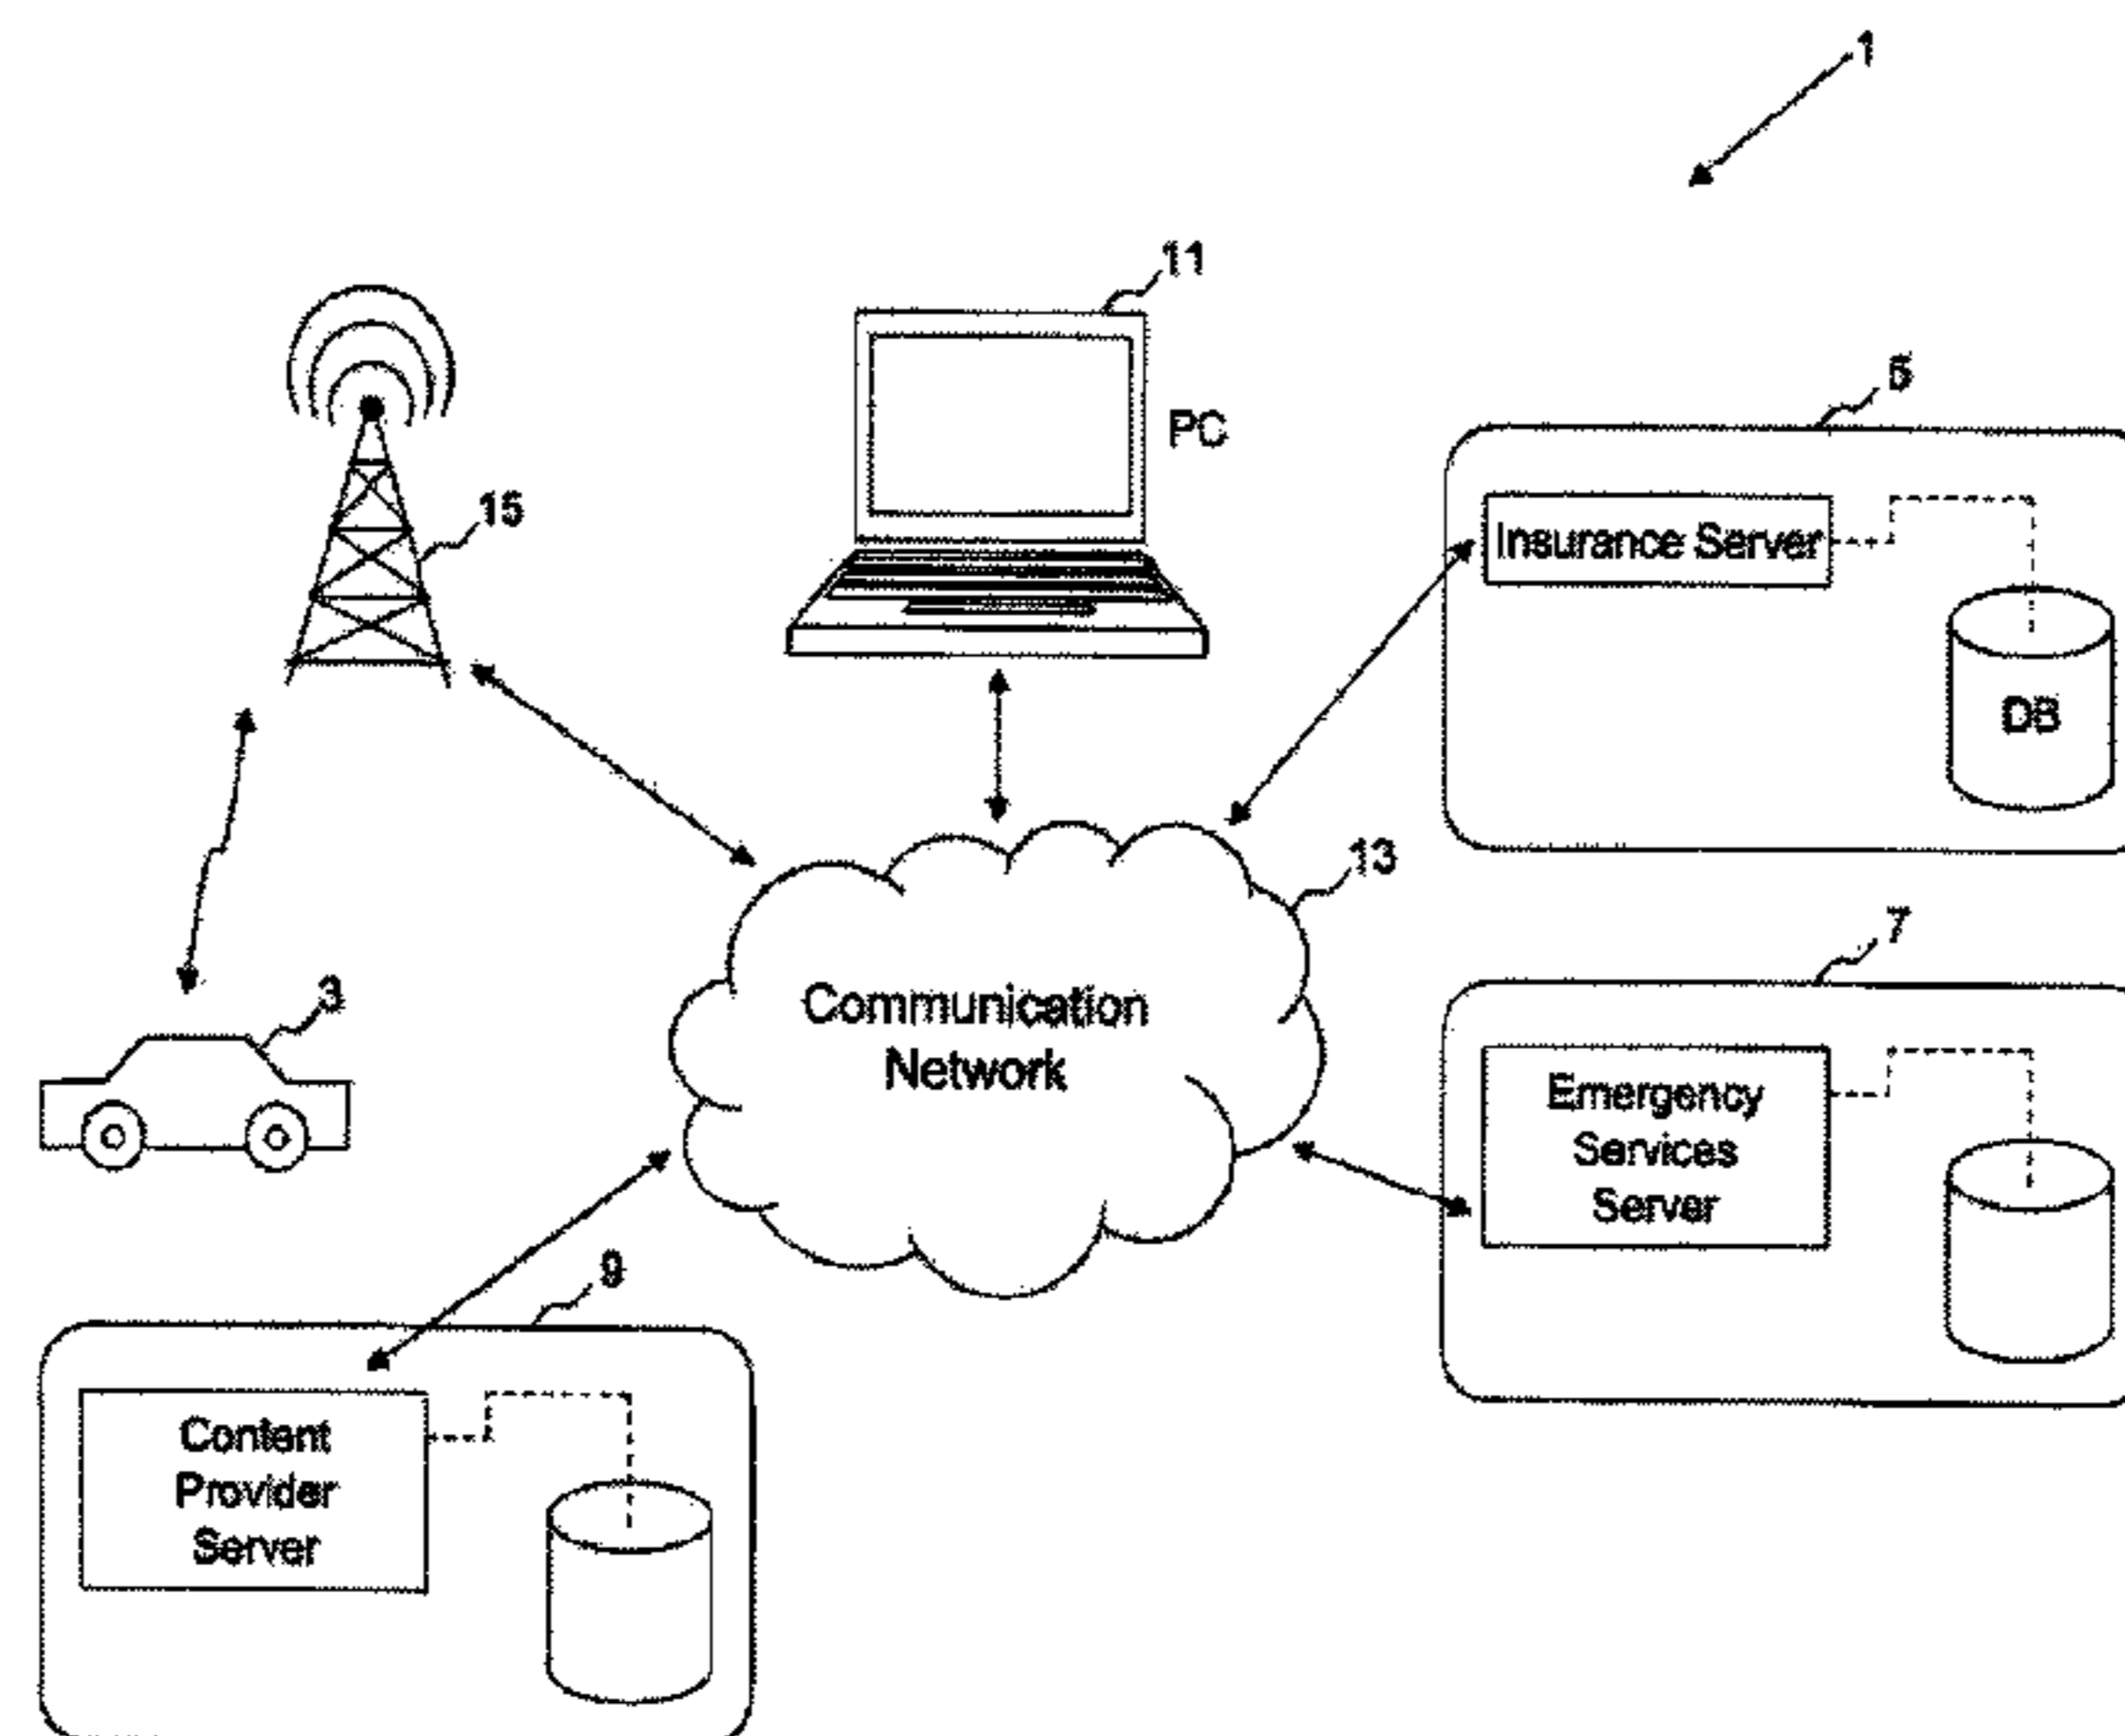 1
11
PC
15
5
Insurance Server
DB
13
Communication
Network
7
Emergency
Services
Server
3
9
Content
Provider
Server